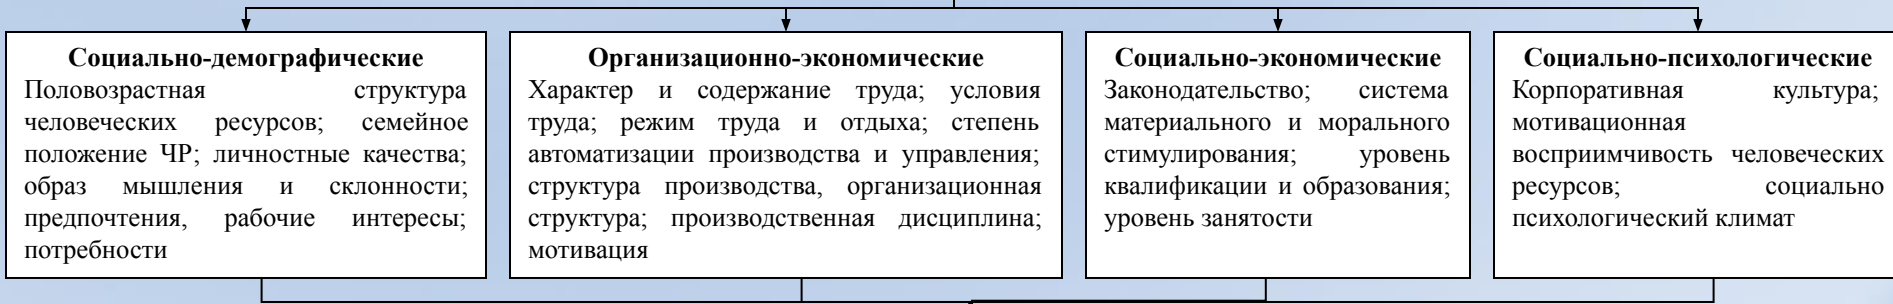 Социально-демографические
Половозрастная структура
человеческих ресурсов; семейное
положение ЧР; личностные качества;
образ мышления и склонности;
предпочтения, рабочие интересы;
потребности
Организационно-экономические
Характер и содержание труда; условия
труда; режим труда и отдыха; степень
автоматизации производства и управления;
структура производства, организационная
структура; производственная дисциплина;
мотивация
Социально-экономические
Законодательство; система
материального и морального
стимулирования; уровень
квалификации и образования;
уровень занятости
Социально-психологические
Корпоративная культура;
мотивационная
восприимчивость человеческих
ресурсов; социально
психологический климат